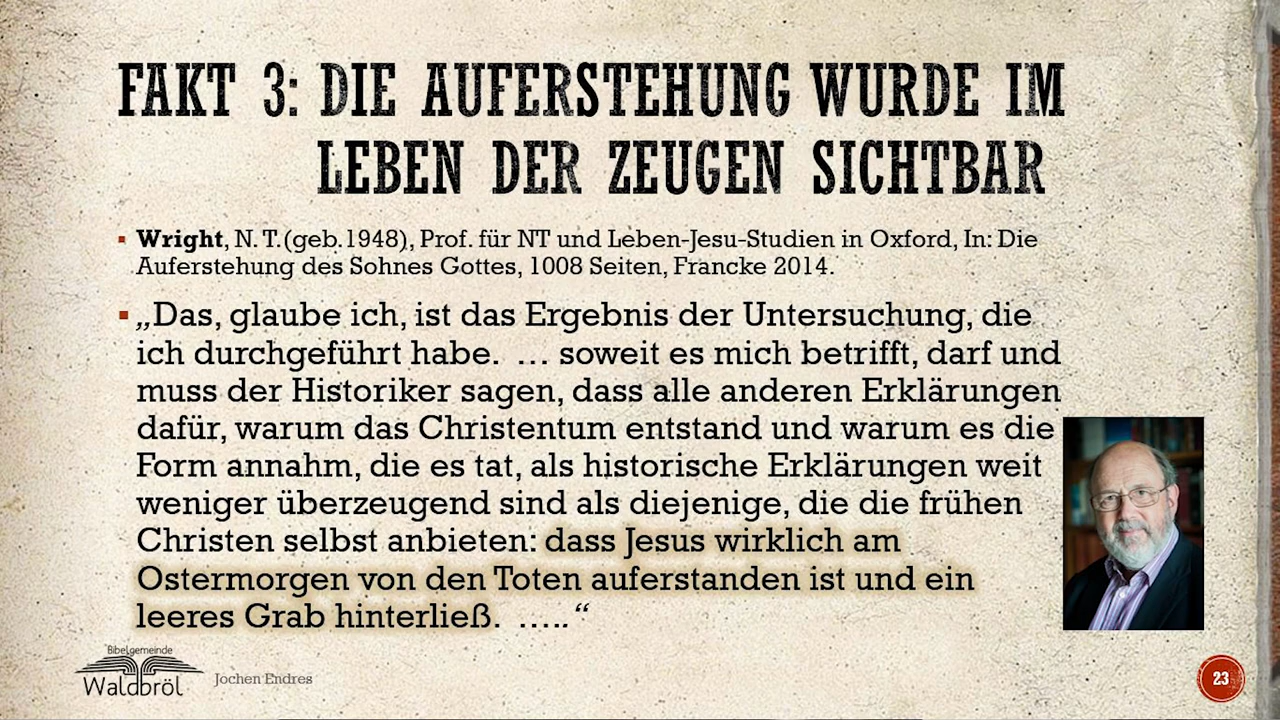 FAKT 3: DIE AUFERSTEHUNG WURDE IM
LEBEN DER ZEUGEN SICHTBAR
▪ Wright, N. T. (geb.1948), Prof. für NT und Leben-Jesu-Studien in Oxford, In: Die
Auferstehung des Sohnes Gottes, 1008 Seiten, Francke 2014.
▪ „Das, glaube ich, ist das Ergebnis der Untersuchung, die
ich durchgeführt habe. … soweit es mich betrifft, darf und
muss der Historiker sagen, dass alle anderen Erklärungen
dafür, warum das Christentum entstand und warum es die
Form annahm, die es tat, als historische Erklärungen weit
weniger überzeugend sind als diejenige, die die frühen
Christen selbst anbieten: dass Jesus wirklich am
Ostermorgen von den Toten auferstanden ist und ein
leeres Grab hinterließ. ….. “
Bibelgemeinde
Waldbröl
Jochen Endres
23